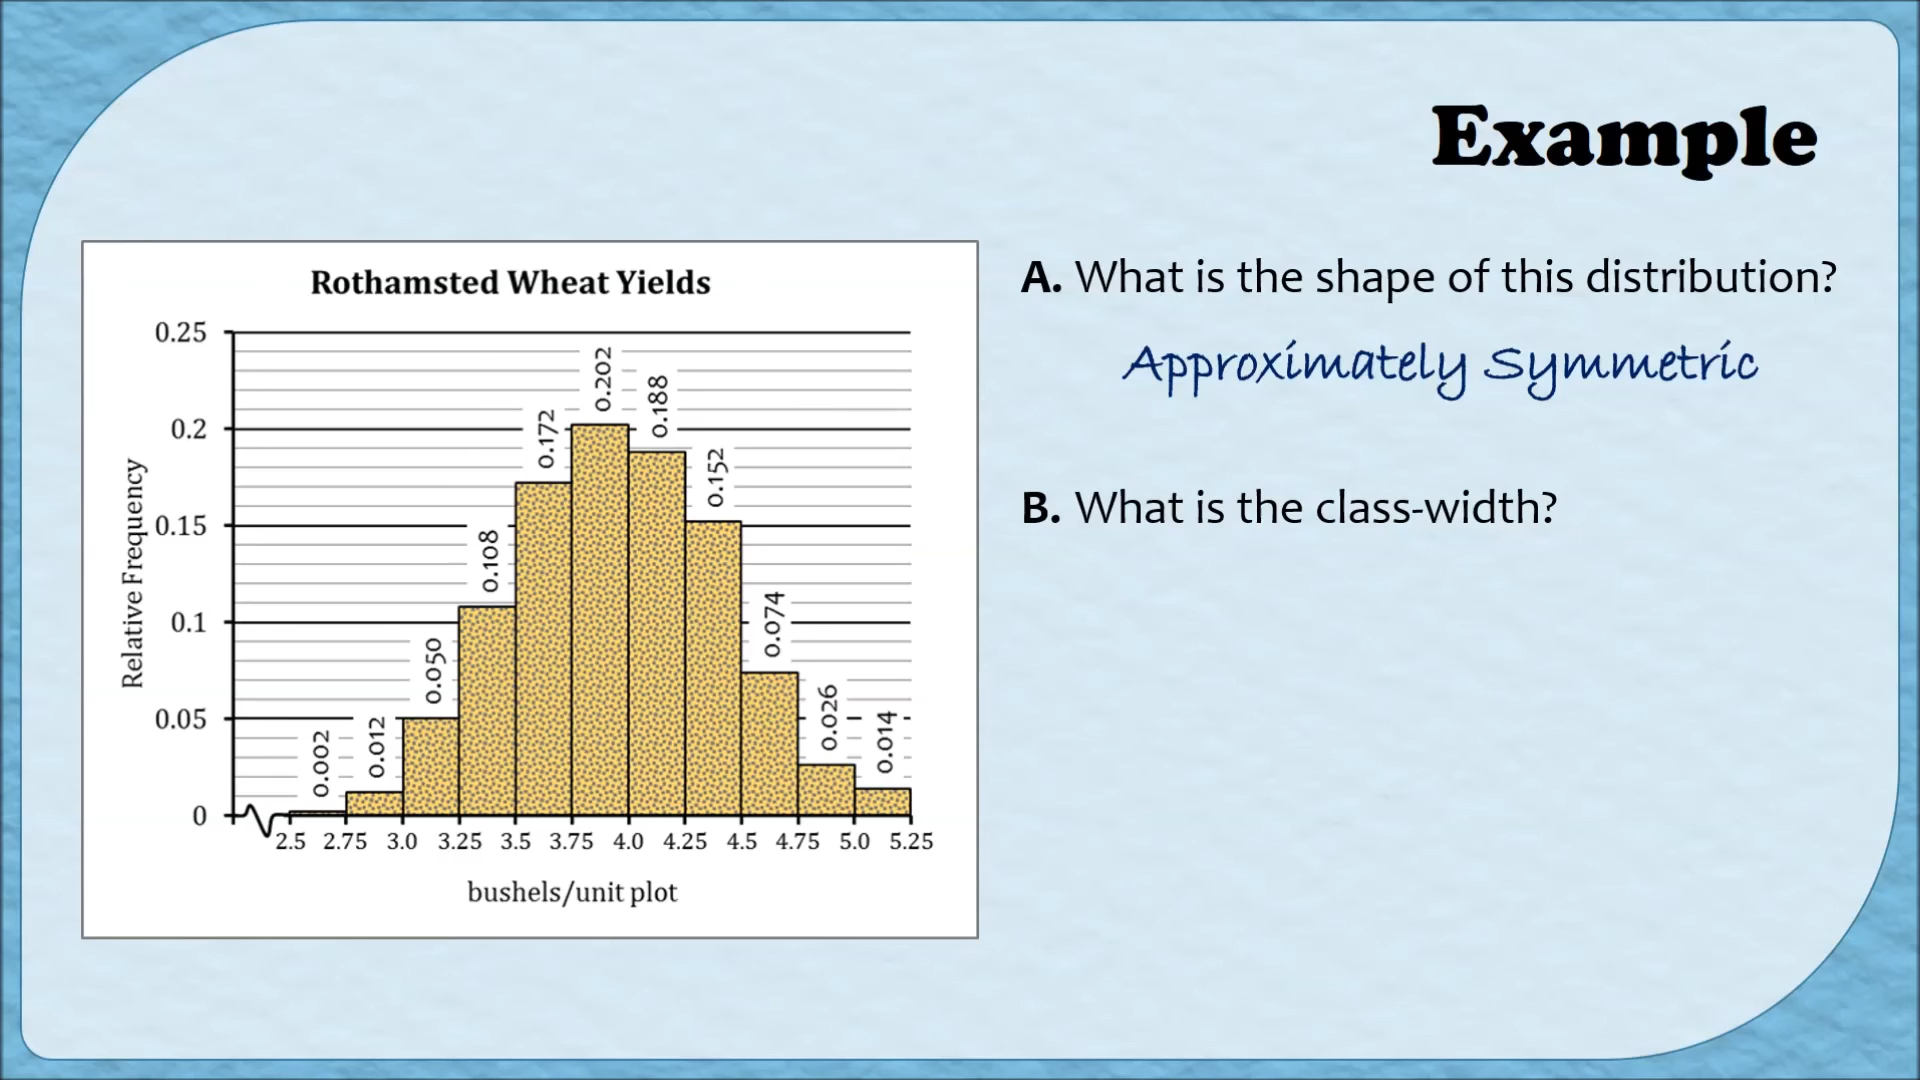 Example
Rothamsted Wheat Yields
0.25
0.2
0.15
0.1
0.05
0
Relative Frequency
0.002
0.012
0.050
0.108
0.172
0.202
0.188
0.152
0.074
0.026
0.014
2.5 2.75 3.0 3.25 3.5 3.75 4.0 4.25 4.5 4.75 5.0 5.25
bushels/unit plot
A. What is the shape of this distribution?
Approximately Symmetric
B. What is the class-width?